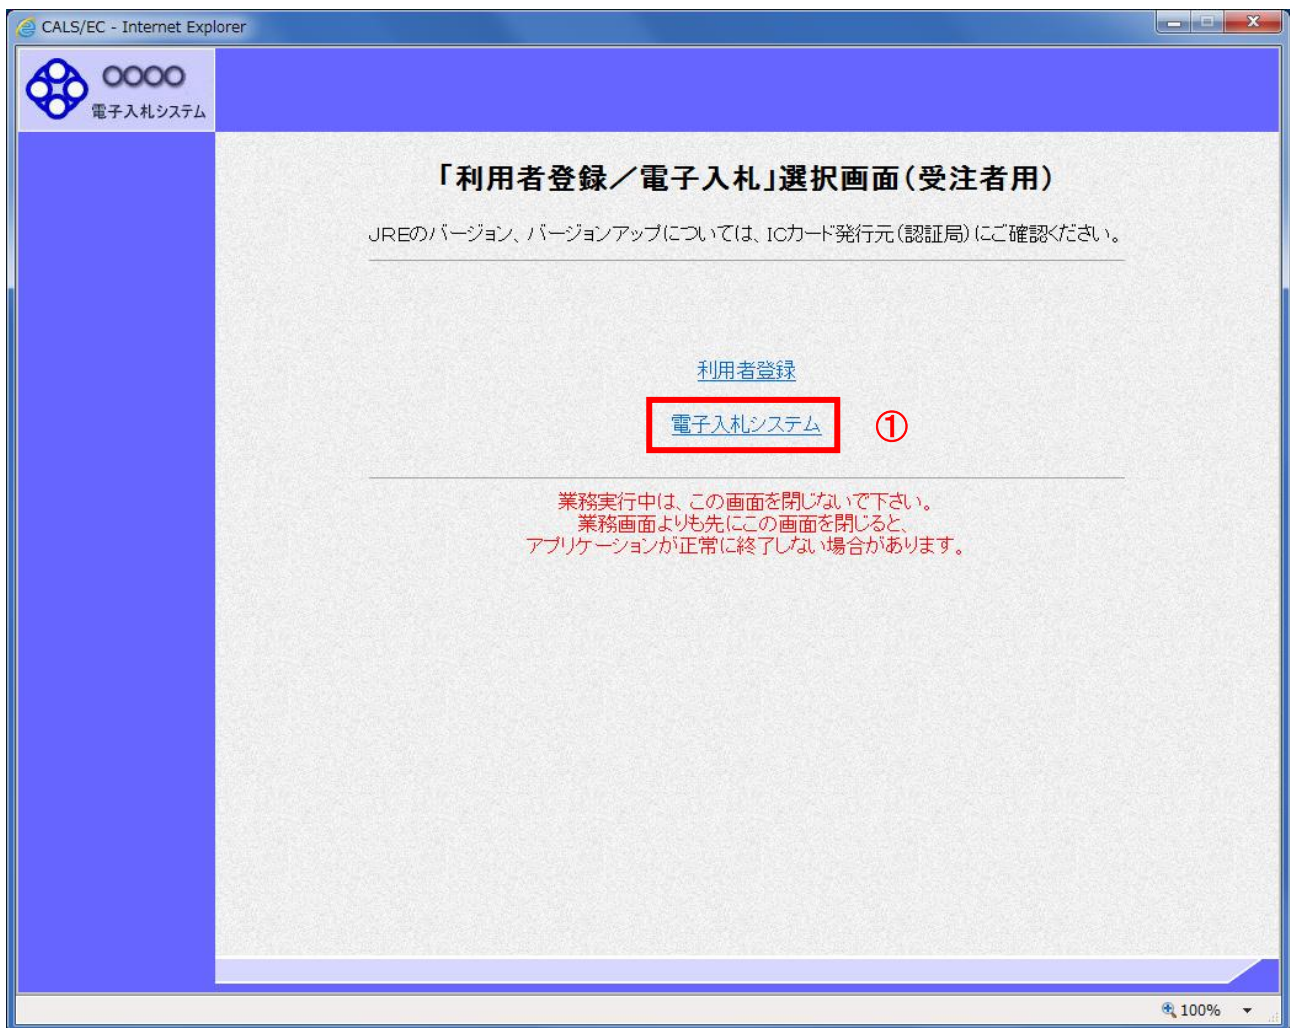 CALS/EC - Internet Explorer
○○○○
電子入札システム
「利用者登録／電子入札」選択画面(受注者用)
JREのバージョン、バージョンアップについては、ICカード発行元(認証局)にご確認ください。
利用者登録
電子入札システム ①
業務実行中は、この画面を閉じないで下さい。
業務画面よりも先にこの画面を閉じると、
アプリケーションが正常に終了しない場合があります。
100%